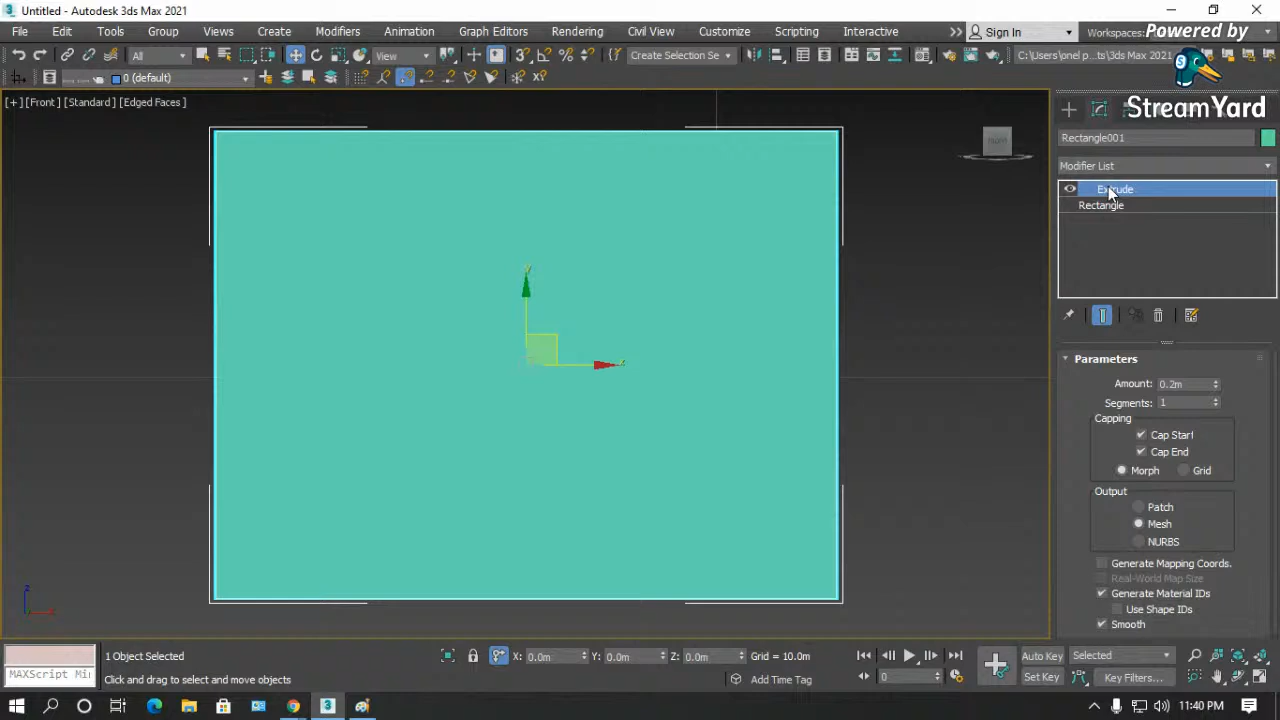 Untitled - Autodesk 3ds Max 2021
File Edit Tools Group Views Create Modifiers Animation Graph Editors Rendering Civil View Customize Scripting Interactive Sign In Workspaces:
Powered by
All View Create Selection Se C:\Users\onel p...ts\3ds Max 2021
0 (default)
[+] [Front] [Standard] [Edged Faces]
StreamYard
Rectangle001
Modifier List
Extrude
Rectangle
Parameters
Amount: 0.2m
Segments: 1
Capping
Cap Start
Cap End
Morph Grid
Output
Patch
Mesh
NURBS
Generate Mapping Coords.
Real-World Map Size
Generate Material IDs
Use Shape IDs
Smooth
1 Object Selected X: 0.0m Y: 0.0m Z: 0.0m Grid = 10.0m Auto Key Selected
MAXScript Mi Click and drag to select and move objects Add Time Tag 0 Set Key Key Filters...
11:40 PM